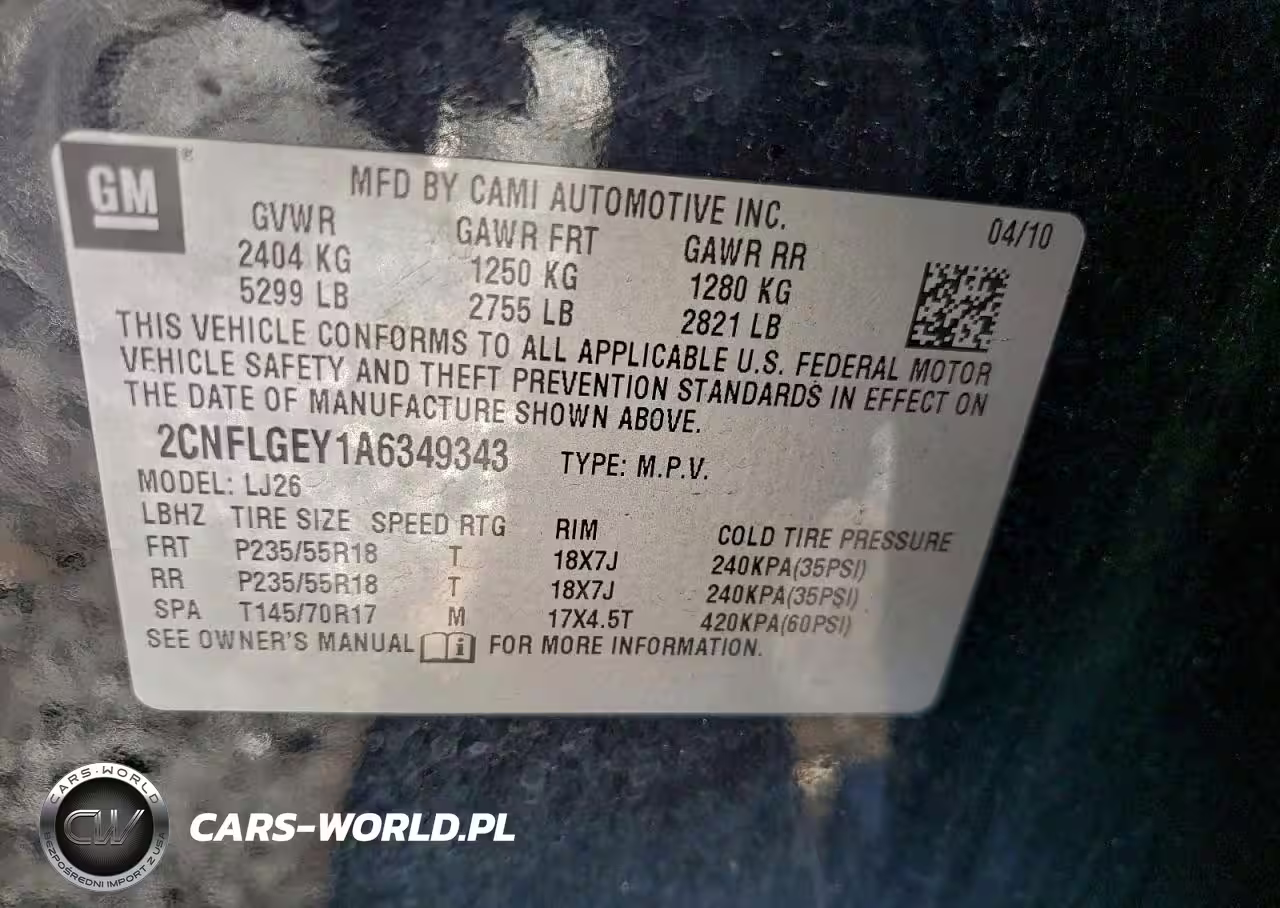 GM ®
MFD BY CAMI AUTOMOTIVE INC.
04/10
GVWR GAWR FRT GAWR RR
2404 KG 1250 KG 1280 KG
5299 LB 2755 LB 2821 LB
THIS VEHICLE CONFORMS TO ALL APPLICABLE U.S. FEDERAL MOTOR
VEHICLE SAFETY AND THEFT PREVENTION STANDARDS IN EFFECT ON
THE DATE OF MANUFACTURE SHOWN ABOVE.
2CNFLGEY1A6349343 TYPE: M.P.V.
MODEL: LJ26
LBHZ TIRE SIZE SPEED RTG RIM COLD TIRE PRESSURE
FRT P235/55R18 T 18X7J 240KPA(35PSI)
RR P235/55R18 T 18X7J 240KPA(35PSI)
SPA T145/70R17 M 17X4.5T 420KPA(60PSI)
SEE OWNER'S MANUAL FOR MORE INFORMATION.
CARS-WORLD
CW
BEZPOŚREDNI IMPORT Z USA
CARS-WORLD.PL